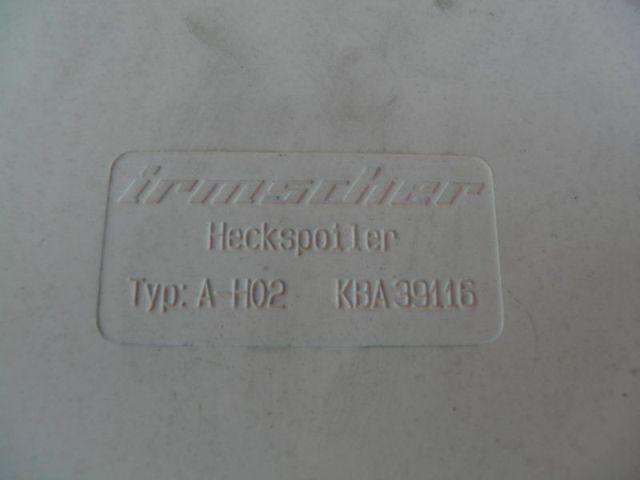 irmscher
Heckspoiler
Typ: A-H02 KBA 39116